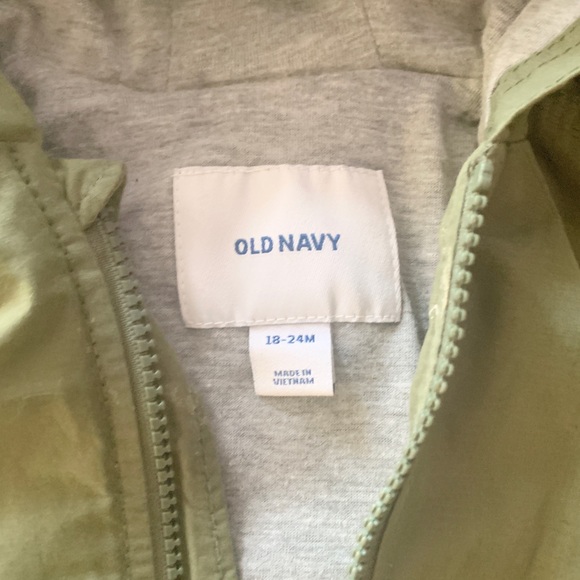 OLD NAVY
18-24M
MADE IN
VIETNAM